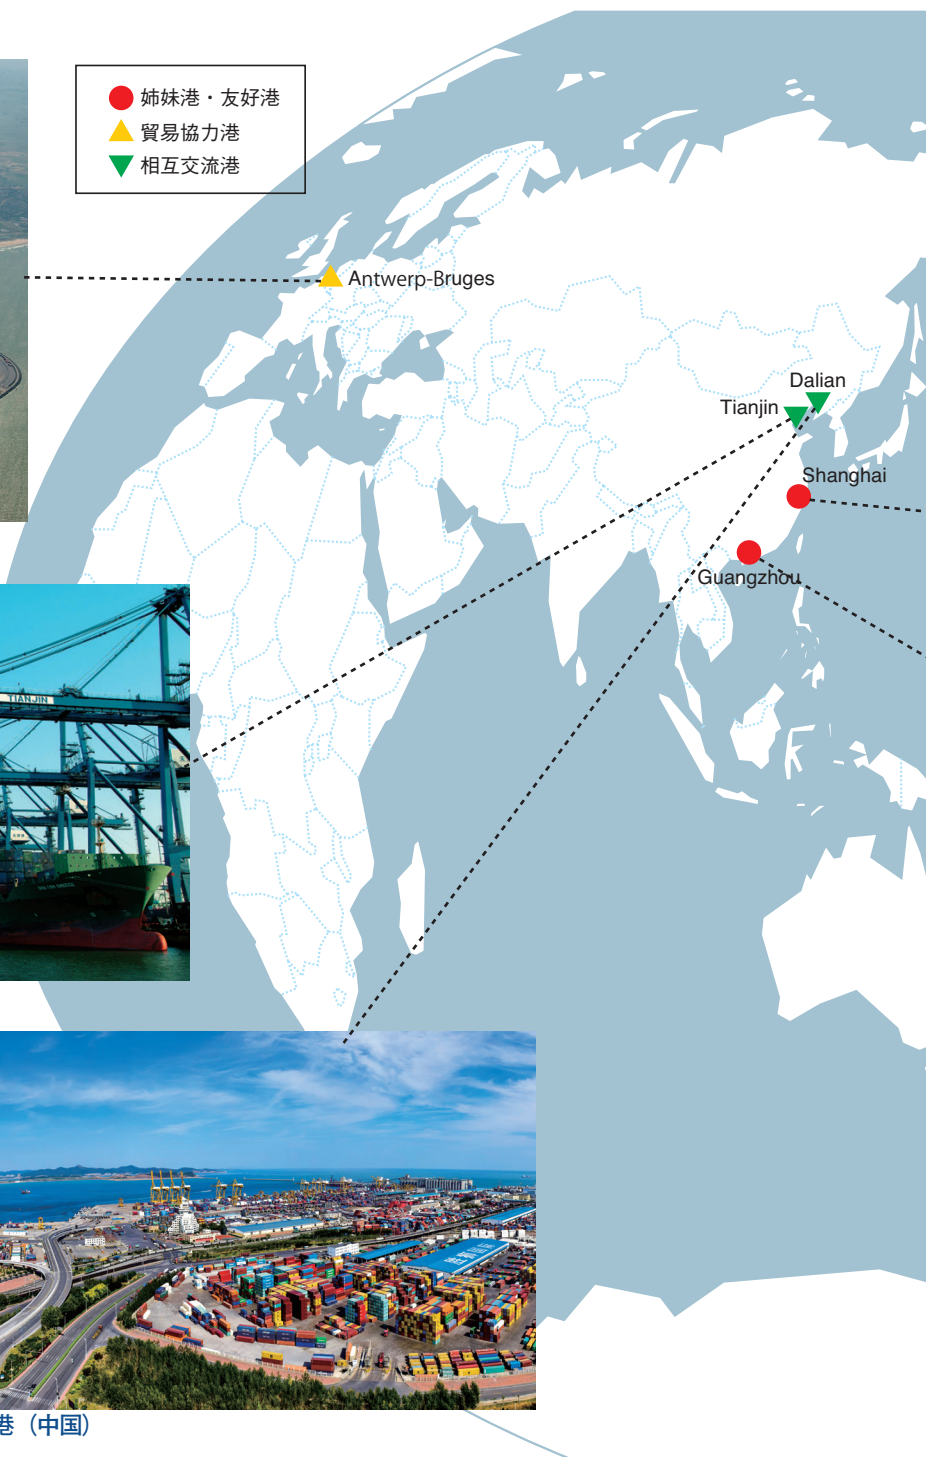 姉妹港・友好港
貿易協力港
相互交流港
Antwerp-Bruges
Dalian
Tianjin
Shanghai
Guangzhou
TIANJIN
港（中国）